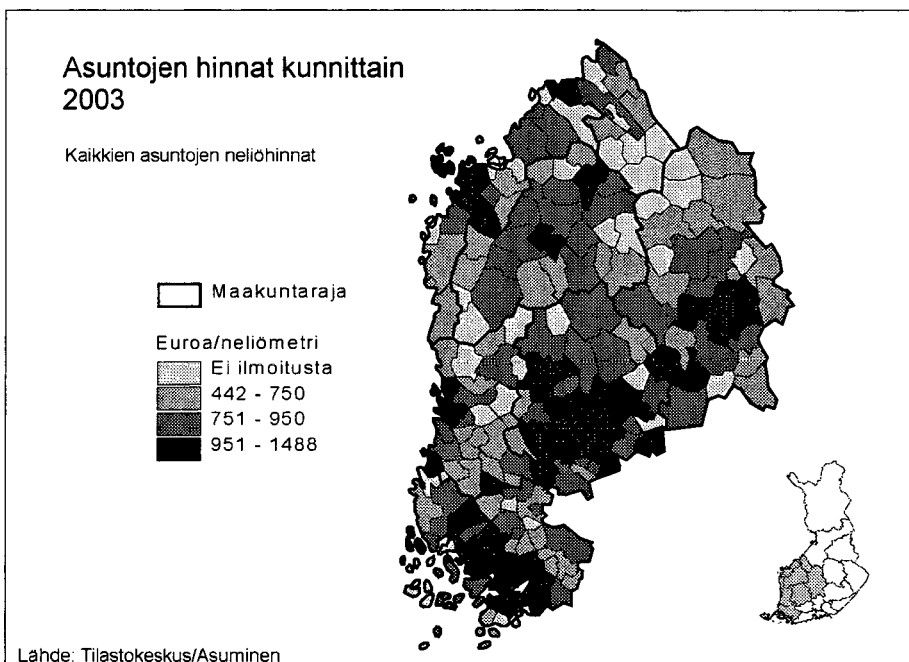 Asuntojen hinnat kunnittain
2003
Kaikkien asuntojen neliöhinnat
Maakuntaraja
Euroa/neliömetri
Ei ilmoitusta
442 - 750
751 - 950
951 - 1488
Lähde: Tilastokeskus/Asuminen